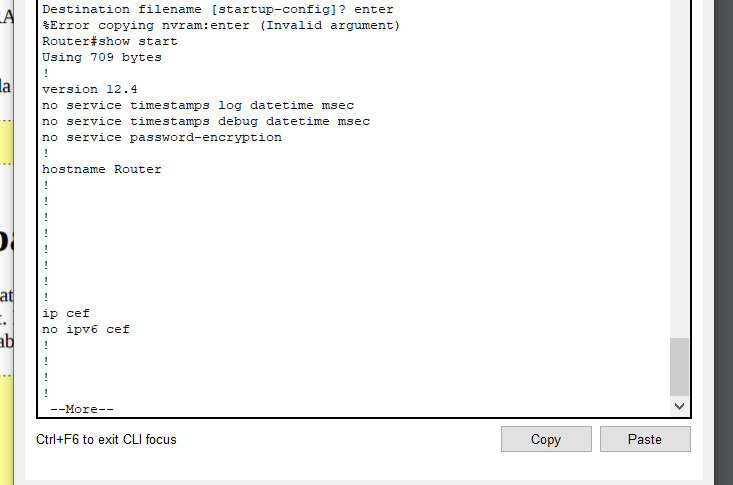 Destination filename [startup-config]? enter
%Error copying nvram:enter (Invalid argument)
Router#show start
Using 709 bytes
!
version 12.4
no service timestamps log datetime msec
no service timestamps debug datetime msec
no service password-encryption
!
hostname Router
!
!
!
!
!
!
!
!
ip cef
no ipv6 cef
!
!
!
!
--More--
Ctrl+F6 to exit CLI focus
Copy
Paste